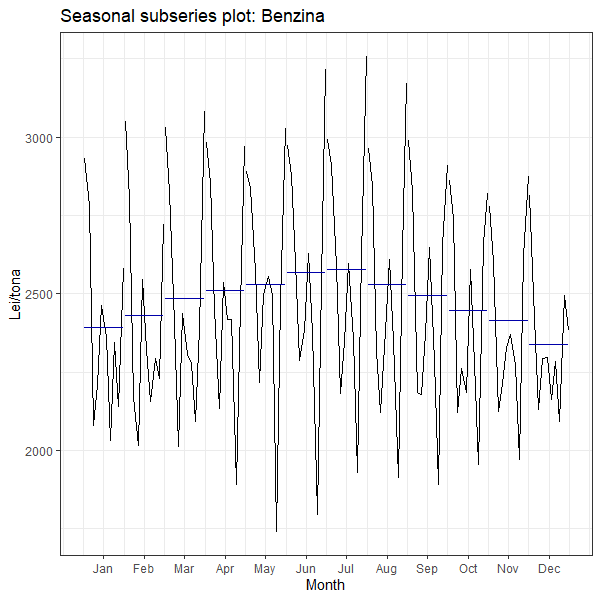 Seasonal subseries plot: Benzina
3000
2500
2000
Lei/tona
Jan Feb Mar Apr May Jun Jul Aug Sep Oct Nov Dec
Month